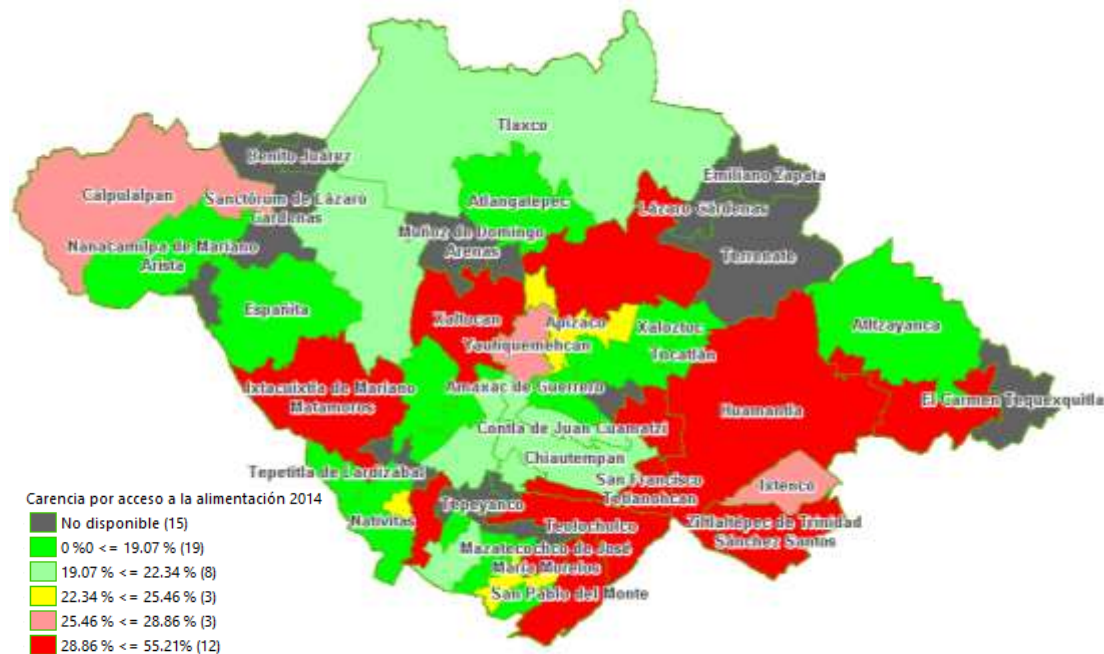 Tlaxco
Benito Juárez
Emiliano Zapata
Calpulalpan
Sanctórum de Lázaro
Cárdenas
Atlangatepec
Lázaro Cárdenas
Muñoz de Domingo
Arenas
Nanacamilpa de Mariano
Arista
Terrenate
Españita
Xaltocan
Apizaco
Xaloztoc
Atltzayanca
Yauhquemehcan
Tocatlán
Ixtacuixtla de Mariano
Matamoros
Amaxac de Guerrero
Huamantla
El Carmen Tequexquitla
Contla de Juan Cuamatzi
Chiautempan
Tepetitla de Lardizabal
San Francisco
Tetlanohcan
Ixtenco
Tepeyanco
Nativitas
Teolocholco
Ziltlaltépec de Trinidad
Sánchez Santos
Mazatecochco de José
María Morelos
San Pablo del Monte
Carencia por acceso a la alimentación 2014
No disponible (15)
0 %0 <= 19.07 % (19)
19.07 % <= 22.34 % (8)
22.34 % <= 25.46 % (3)
25.46 % <= 28.86 % (3)
28.86 % <= 55.21% (12)